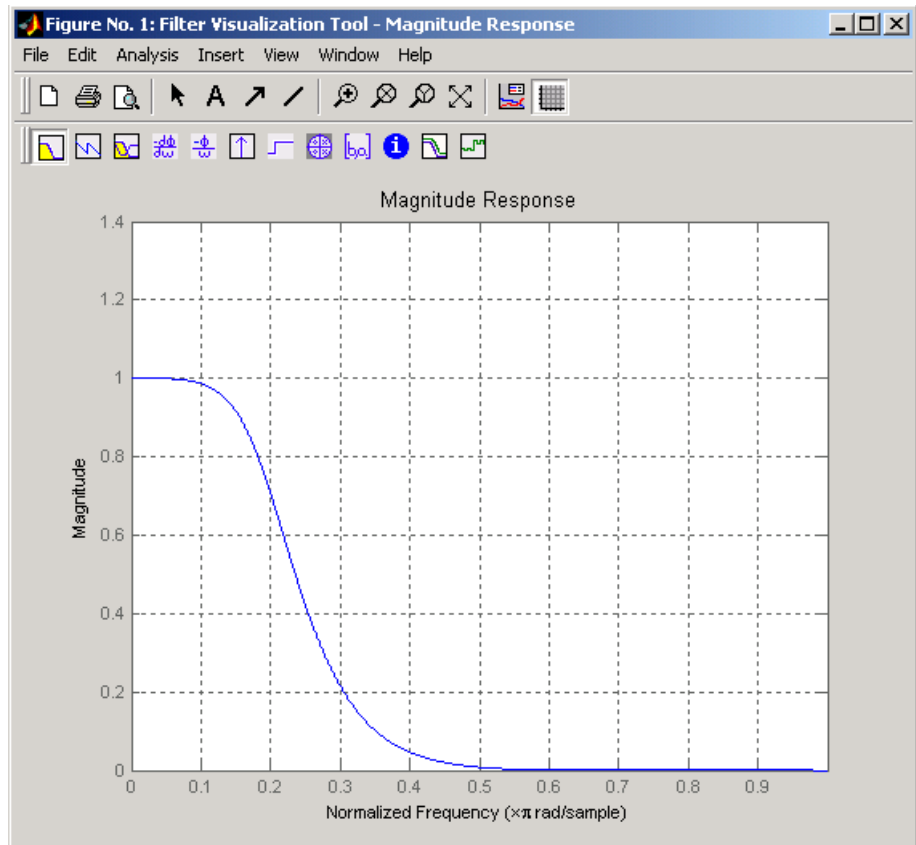 Figure No. 1: Filter Visualization Tool - Magnitude Response
File Edit Analysis Insert View Window Help
A
[b,a]
i
Magnitude Response
1.4
1.2
1
0.8
0.6
0.4
0.2
0
Magnitude
0 0.1 0.2 0.3 0.4 0.5 0.6 0.7 0.8 0.9
Normalized Frequency (×π rad/sample)